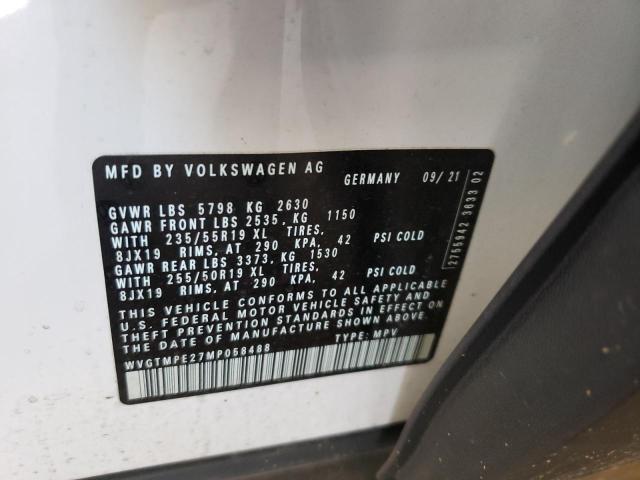 MFD BY VOLKSWAGEN AG
GERMANY 09/21
GVWR LBS 5798 KG 2630
GAWR FRONT LBS 2535, KG 1150
WITH 235/55R19 XL TIRES,
8JX19 RIMS, AT 290 KPA, 42 PSI COLD
GAWR REAR LBS 3373, KG 1530
WITH 255/50R19 XL TIRES,
8JX19 RIMS, AT 290 KPA, 42 PSI COLD
THIS VEHICLE CONFORMS TO ALL APPLICABLE
U.S. FEDERAL MOTOR VEHICLE SAFETY AND
THEFT PREVENTION STANDARDS IN EFFECT ON
THE DATE OF MANUFACTURE SHOWN ABOVE.
WVGTMPE27MP058488 TYPE: MPV
2755942 3633 02